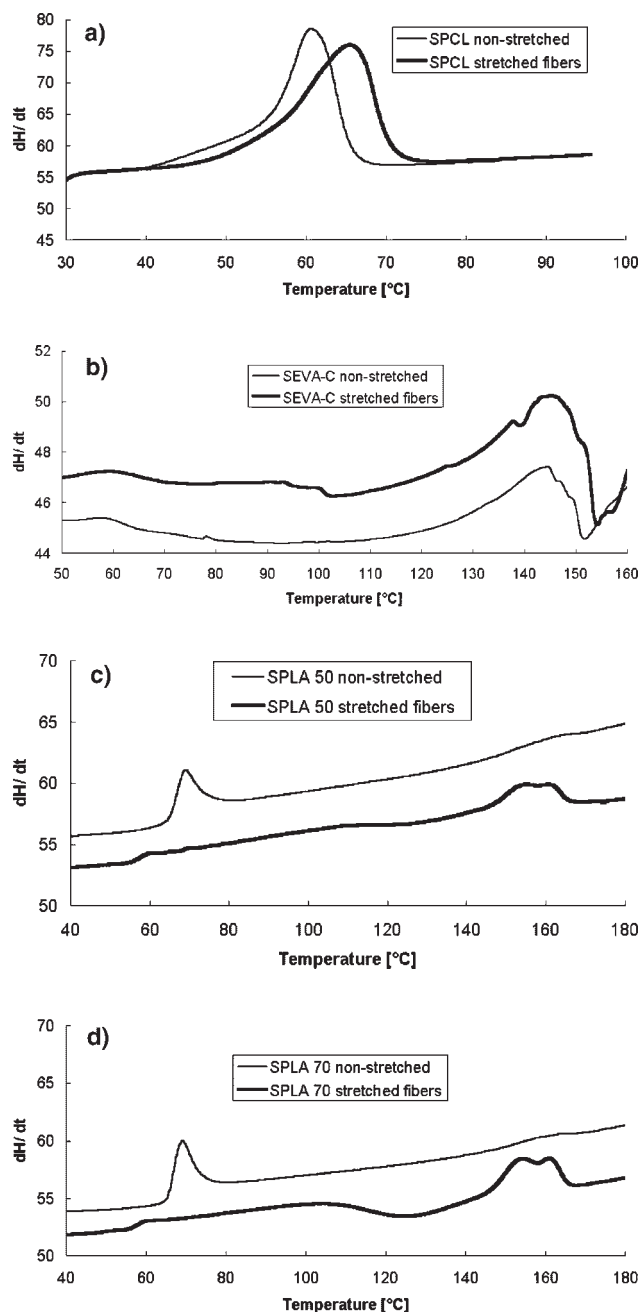 a)
SPCL non-stretched
SPCL stretched fibers
dH/ dt
80
75
70
65
60
55
50
45
30 40 50 60 70 80 90 100
Temperature [°C]
b)
SEVA-C non-stretched
SEVA-C stretched fibers
dH/ dt
52
50
48
46
44
50 60 70 80 90 100 110 120 130 140 150 160
Temperature [°C]
c)
SPLA 50 non-stretched
SPLA 50 stretched fibers
dH/ dt
70
65
60
55
50
40 60 80 100 120 140 160 180
Temperature [°C]
d)
SPLA 70 non-stretched
SPLA 70 stretched fibers
dH/ dt
70
65
60
55
50
40 60 80 100 120 140 160 180
Temperature [°C]